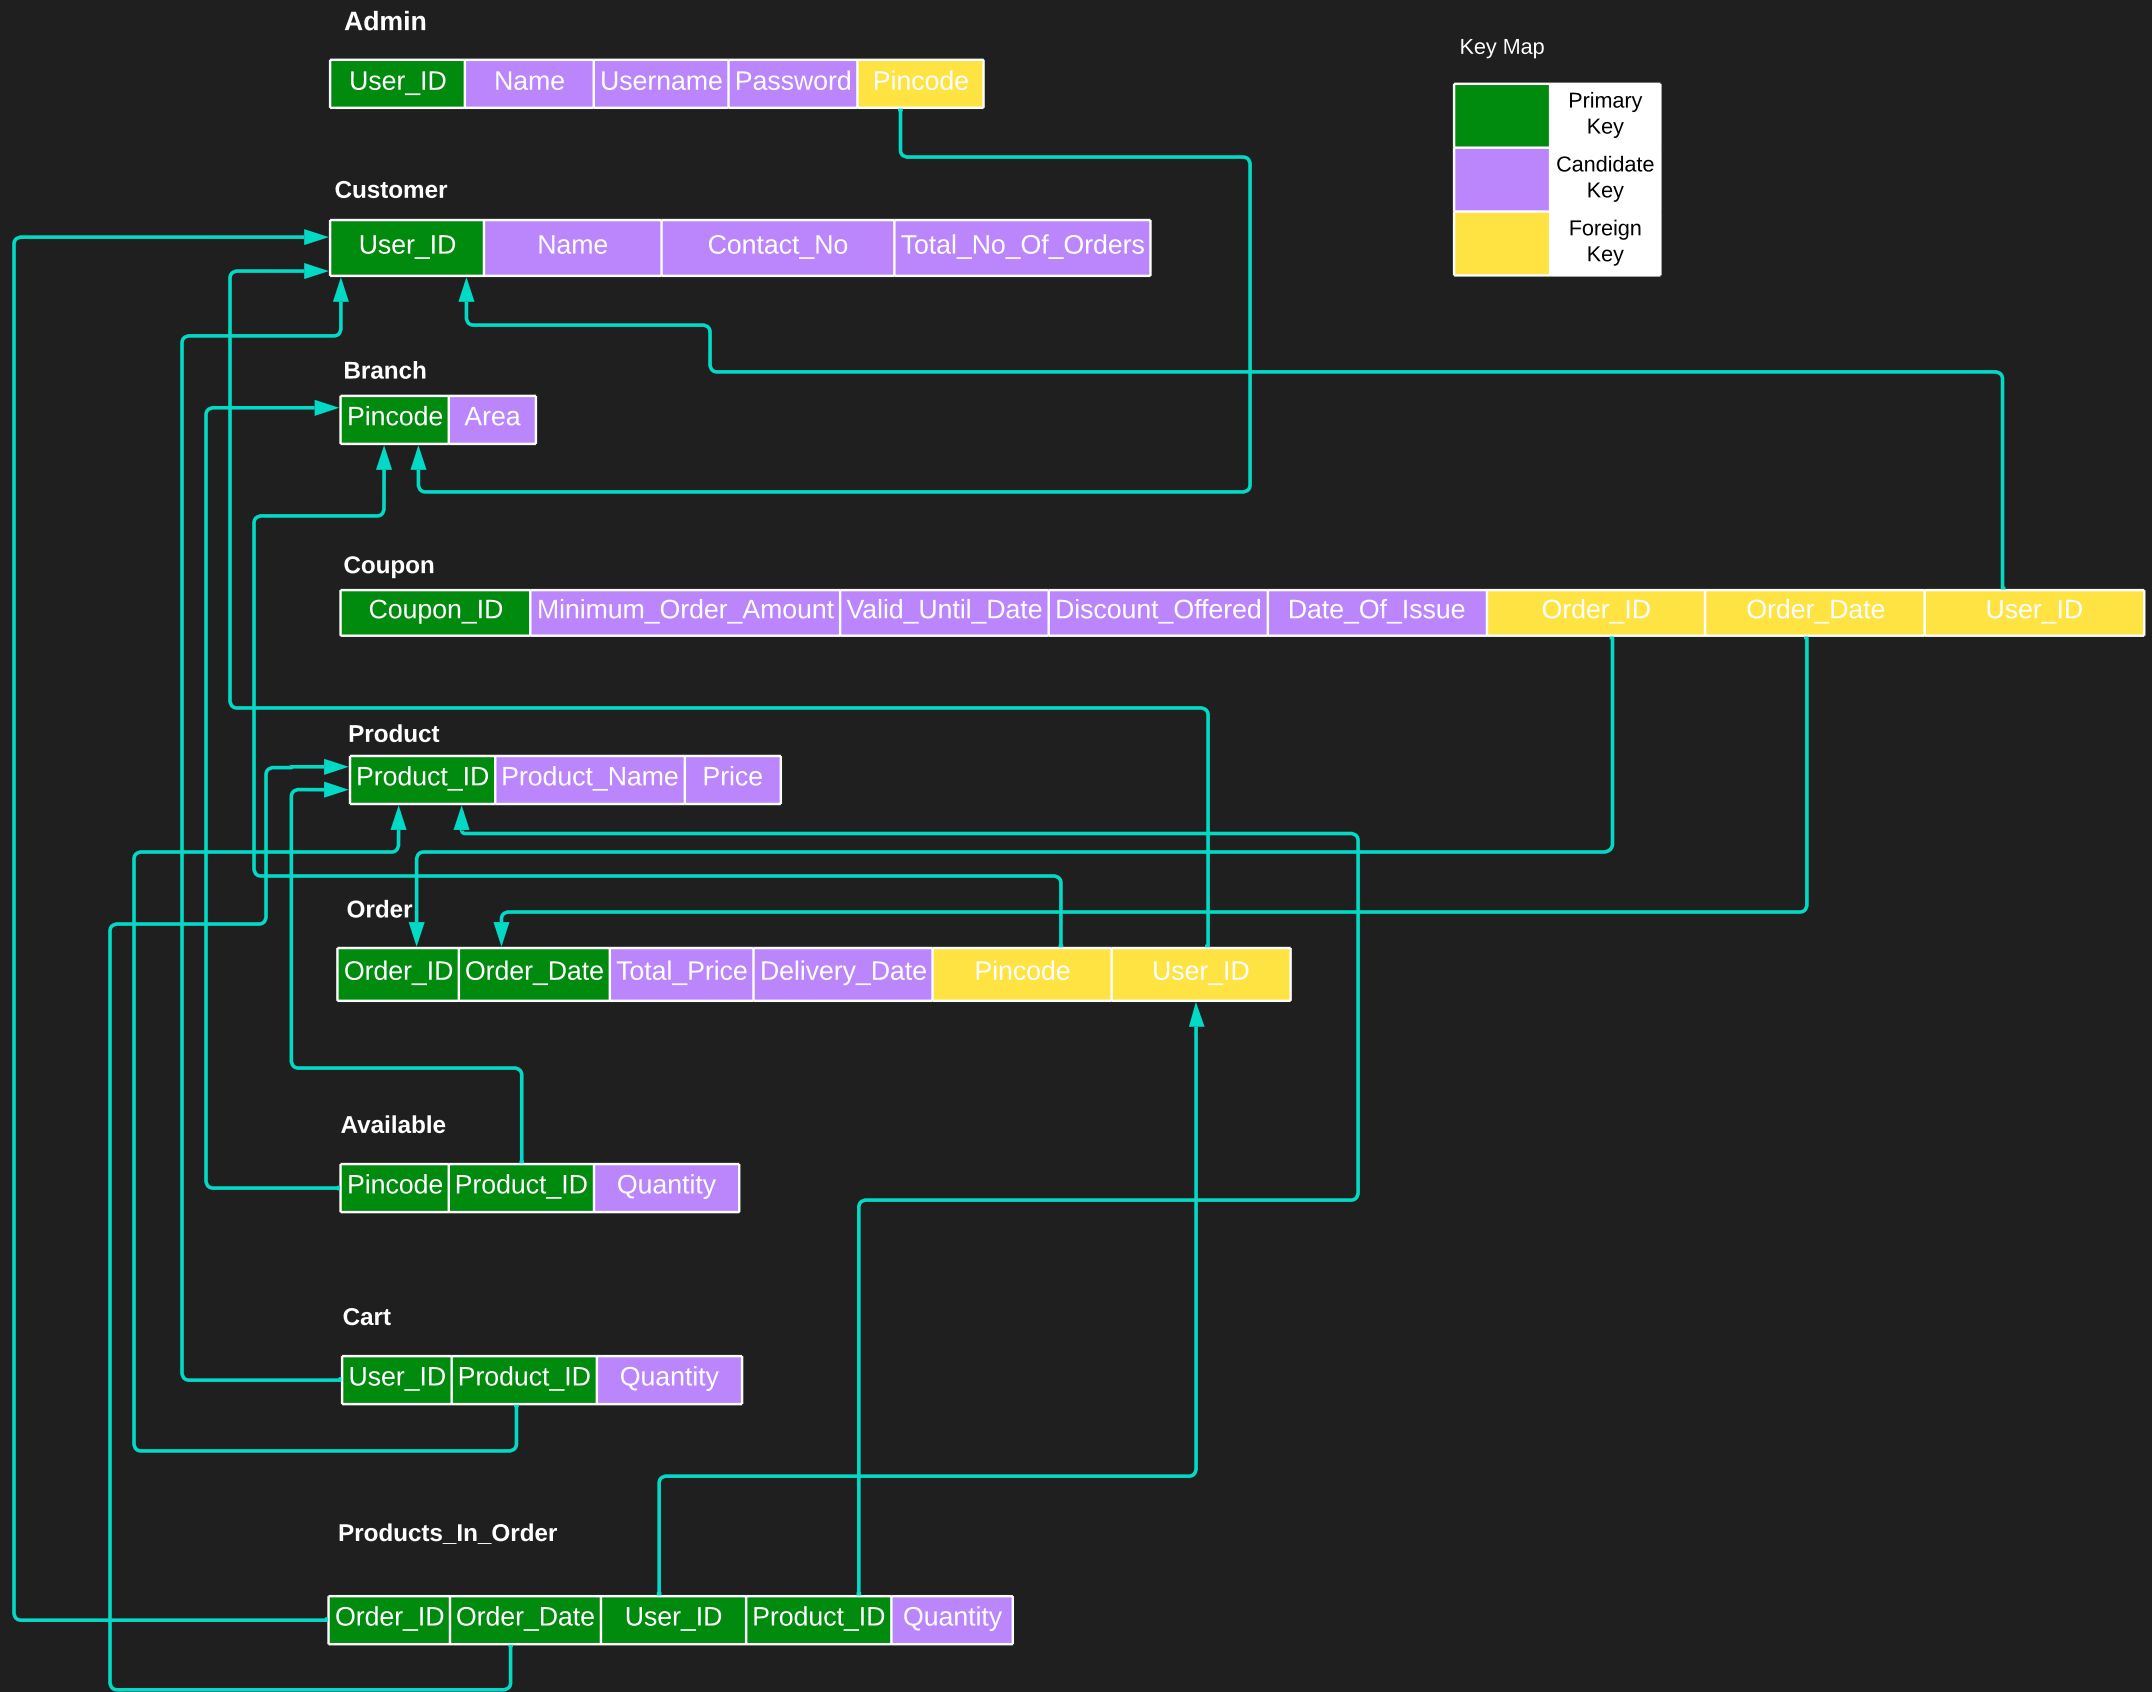 Admin
Key Map
User_ID Name Username Password Pincode
Primary
Key
Candidate
Key
Foreign
Key
Customer
User_ID Name Contact_No Total_No_Of_Orders
Branch
Pincode Area
Coupon
Coupon_ID Minimum_Order_Amount Valid_Until_Date Discount_Offered Date_Of_Issue Order_ID Order_Date User_ID
Product
Product_ID Product_Name Price
Order
Order_ID Order_Date Total_Price Delivery_Date Pincode User_ID
Available
Pincode Product_ID Quantity
Cart
User_ID Product_ID Quantity
Products_In_Order
Order_ID Order_Date User_ID Product_ID Quantity